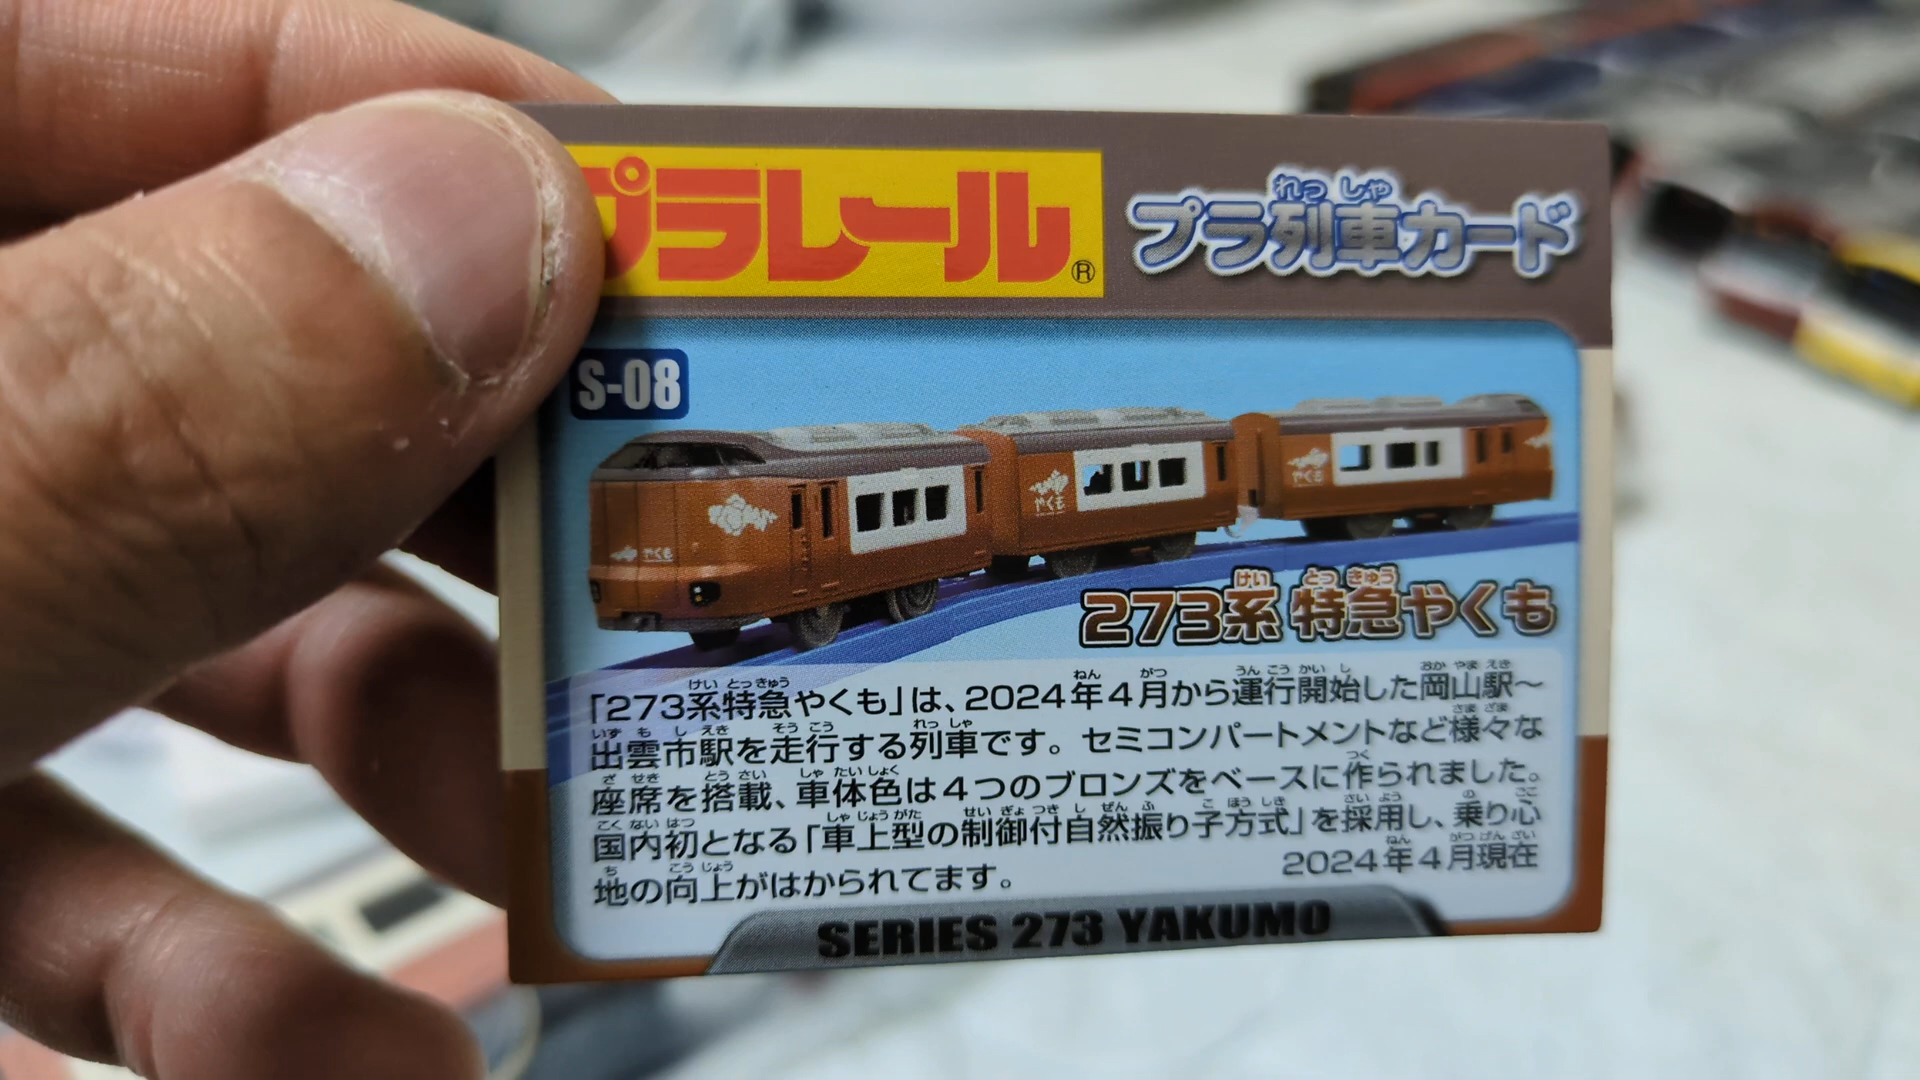 プラレール®
プラ列車カード
れっ しゃ
S-08
やくも
やくも
やくも
けい とっ きゅう
273系 特急やくも
けい とっきゅう ねん がつ うん こう かい し おか やま えき
「273系特急やくも」は、2024年4月から運行開始した岡山駅～
いず も し えき そう こう れっ しゃ さま ざま
出雲市駅を走行する列車です。セミコンパートメントなど様々な
ざ せき とう さい しゃ たい しょく つく
座席を搭載、車体色は4つのブロンズをベースに作られました。
こく ない はつ しゃ じょう がた せい ぎょ つき し ぜん ふ こ ほう しき さい よう の ごこ
国内初となる「車上型の制御付自然振り子方式」を採用し、乗り心
ち こう じょう
地の向上がはかられてます。
ねん がつ げん ざい
2024年4月現在
SERIES 273 YAKUMO